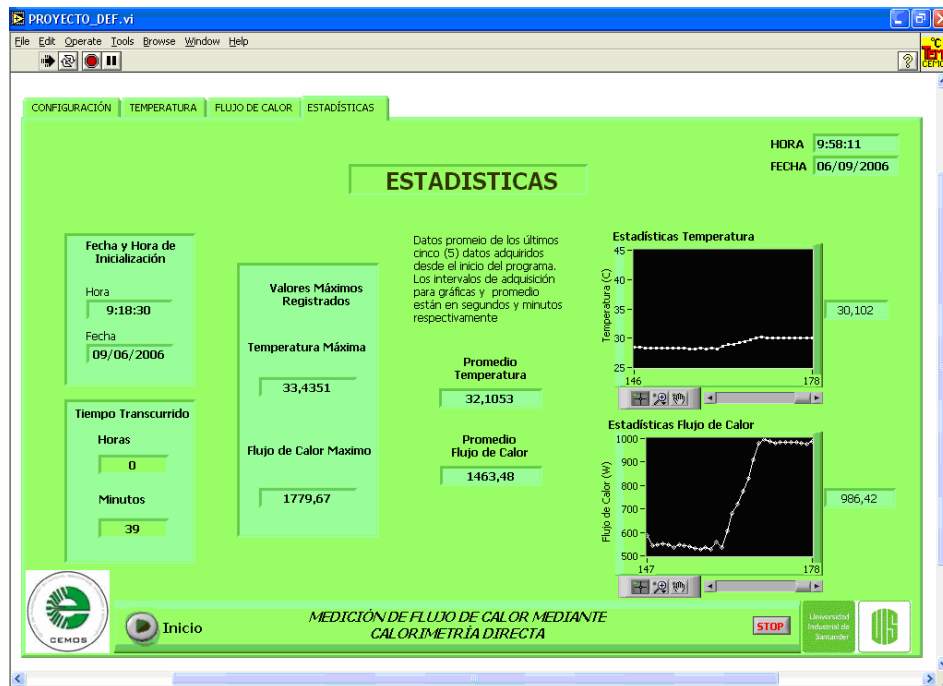 PROYECTO_DEF.vi
File Edit Operate Tools Browse Window Help
?
°C
CEMO
CONFIGURACIÓN TEMPERATURA FLUJO DE CALOR ESTADÍSTICAS
HORA 9:58:11
FECHA 06/09/2006
ESTADISTICAS
Fecha y Hora de
Inicialización
Hora
9:18:30
Fecha
09/06/2006
Tiempo Transcurrido
Horas
0
Minutos
39
Valores Máximos
Registrados
Temperatura Máxima
33,4351
Flujo de Calor Maximo
1779,67
Datos promeio de los últimos
cinco (5) datos adquiridos
desde el inicio del programa.
Los intervalos de adquisición
para gráficas y promedio
están en segundos y minutos
respectivamente
Promedio
Temperatura
32,1053
Promedio
Flujo de Calor
1463,48
Estadísticas Temperatura
Temperatura (C)
45
40
35
30
25
146 178
30,102
Estadísticas Flujo de Calor
Flujo de Calor (W)
1000
900
800
700
600
500
147 178
986,42
CEMOS
Inicio
MEDICIÓN DE FLUJO DE CALOR MEDIANTE
CALORIMETRÍA DIRECTA
STOP
Universidad
Industrial de
Santander